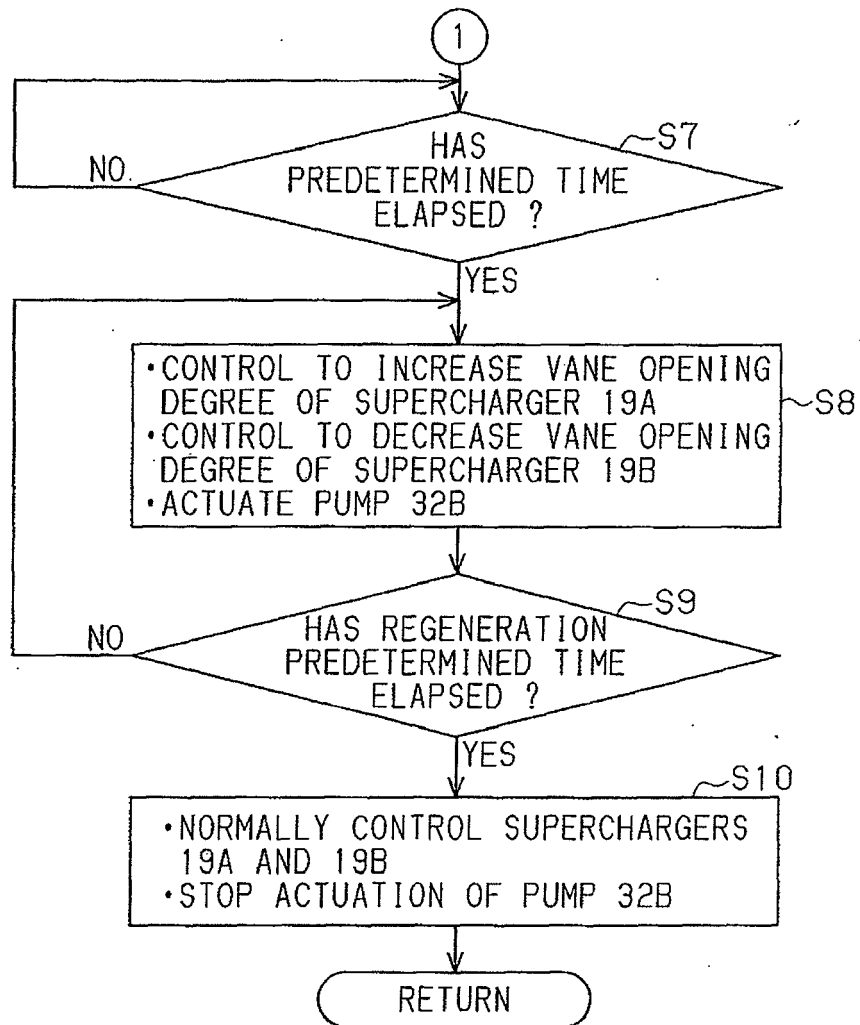 1
S7
HAS
PREDETERMINED TIME
ELAPSED ?
NO
YES
·CONTROL TO INCREASE VANE OPENING
DEGREE OF SUPERCHARGER 19A
·CONTROL TO DECREASE VANE OPENING
DEGREE OF SUPERCHARGER 19B
·ACTUATE PUMP 32B
S8
S9
HAS REGENERATION
PREDETERMINED TIME
ELAPSED ?
NO
YES
S10
·NORMALLY CONTROL SUPERCHARGERS
19A AND 19B
·STOP ACTUATION OF PUMP 32B
RETURN